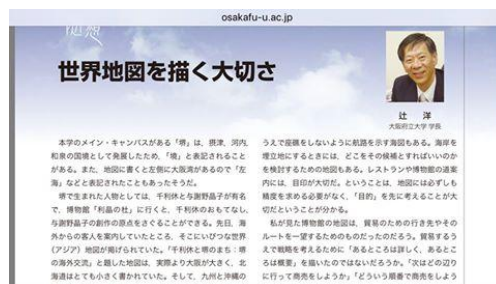 osakafu-u.ac.jp
随想
世界地図を描く大切さ
辻 洋
大阪府立大学 学長
本学のメイン・キャンパスがある「堺」は、摂津、河内、
和泉の国境として発展したため、「境」と表記されること
がある。また、地図に書くと左側に大阪湾があるので「左
海」などと表記されたこともあったそうだ。
堺で生まれた人物としては、千利休と与謝野晶子が有名
で、博物館「利晶の杜」に行くと、千利休のおもてなし、
与謝野晶子の創作の原点をさぐることができる。先日、海
外からの客人を案内していたところ、そこにいびつな世界
(アジア)地図が掲げられていた。「千利休と堺のまち:堺
の海外交流」と題した地図は、実際より大阪が大きく、北
海道はとても小さく書かれていた。そして、九州と沖縄の
うえで座礁をしないように航路を示す海図もある。海岸を
埋立地にするときには、どこをその候補とすればいいのか
を検討するための地図もある。レストランや博物館の道案
内には、目印が大切だ。ということは、地図には必ずしも
精度を求める必要がなく、「目的」を先に考えることが大
切だということが分かる。
私が見た博物館の地図は、貿易のための行き先やその
ルートを一望するためのものだったのだろう。貿易するう
えで戦略を考えるために「あるところは詳しく、あるとこ
ろは概要」を描いたのではないだろうか。「次はどの辺り
に行って商売をしようか」「どういう順番で商売をしよう